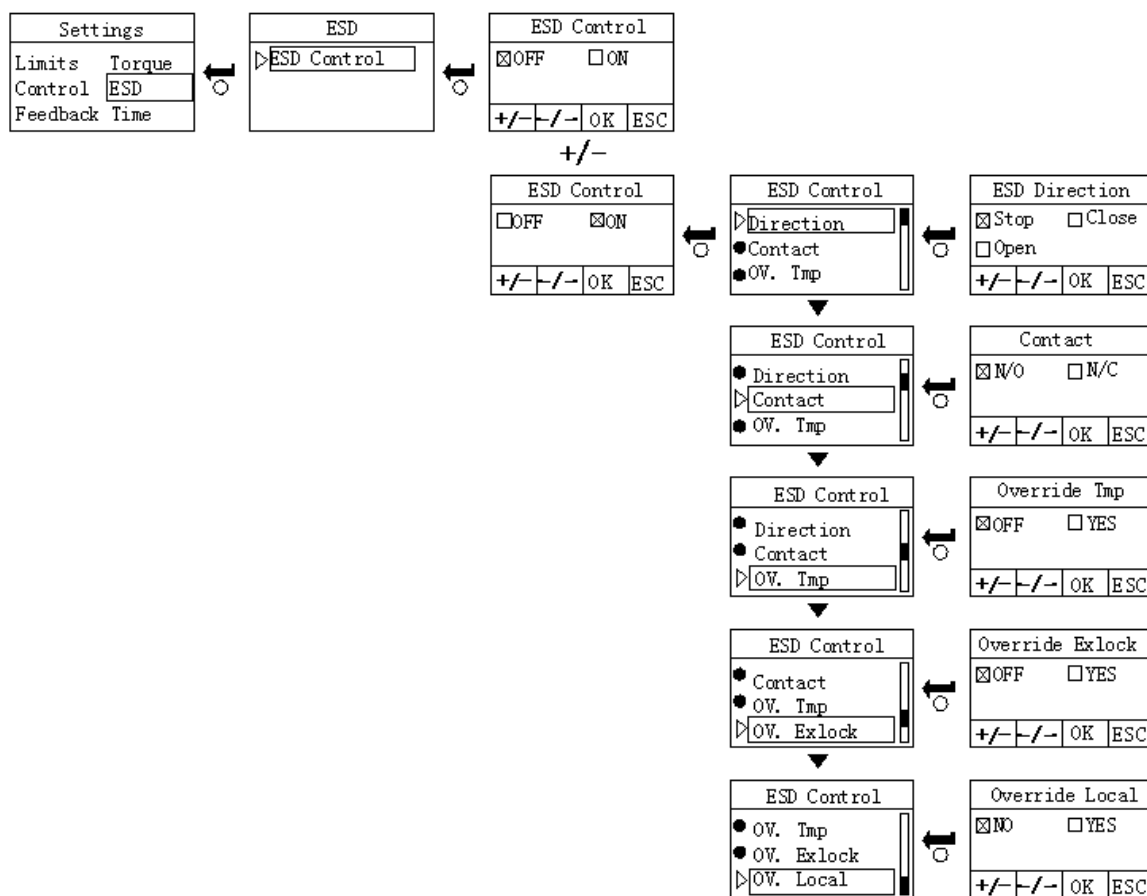 Settings
Limits Torque
Control ESD
Feedback Time
ESD
ESD Control
ESD Control
OFF ON
+/- -/- OK ESC
+/-
ESD Control
OFF ON
+/- -/- OK ESC
ESD Control
Direction
Contact
OV. Tmp
ESD Direction
Stop Close
Open
+/- -/- OK ESC
ESD Control
Direction
Contact
OV. Tmp
Contact
N/O N/C
+/- -/- OK ESC
ESD Control
Direction
Contact
OV. Tmp
Override Tmp
OFF YES
+/- -/- OK ESC
ESD Control
Contact
OV. Tmp
OV. Exlock
Override Exlock
OFF YES
+/- -/- OK ESC
ESD Control
OV. Tmp
OV. Exlock
OV. Local
Override Local
NO YES
+/- -/- OK ESC